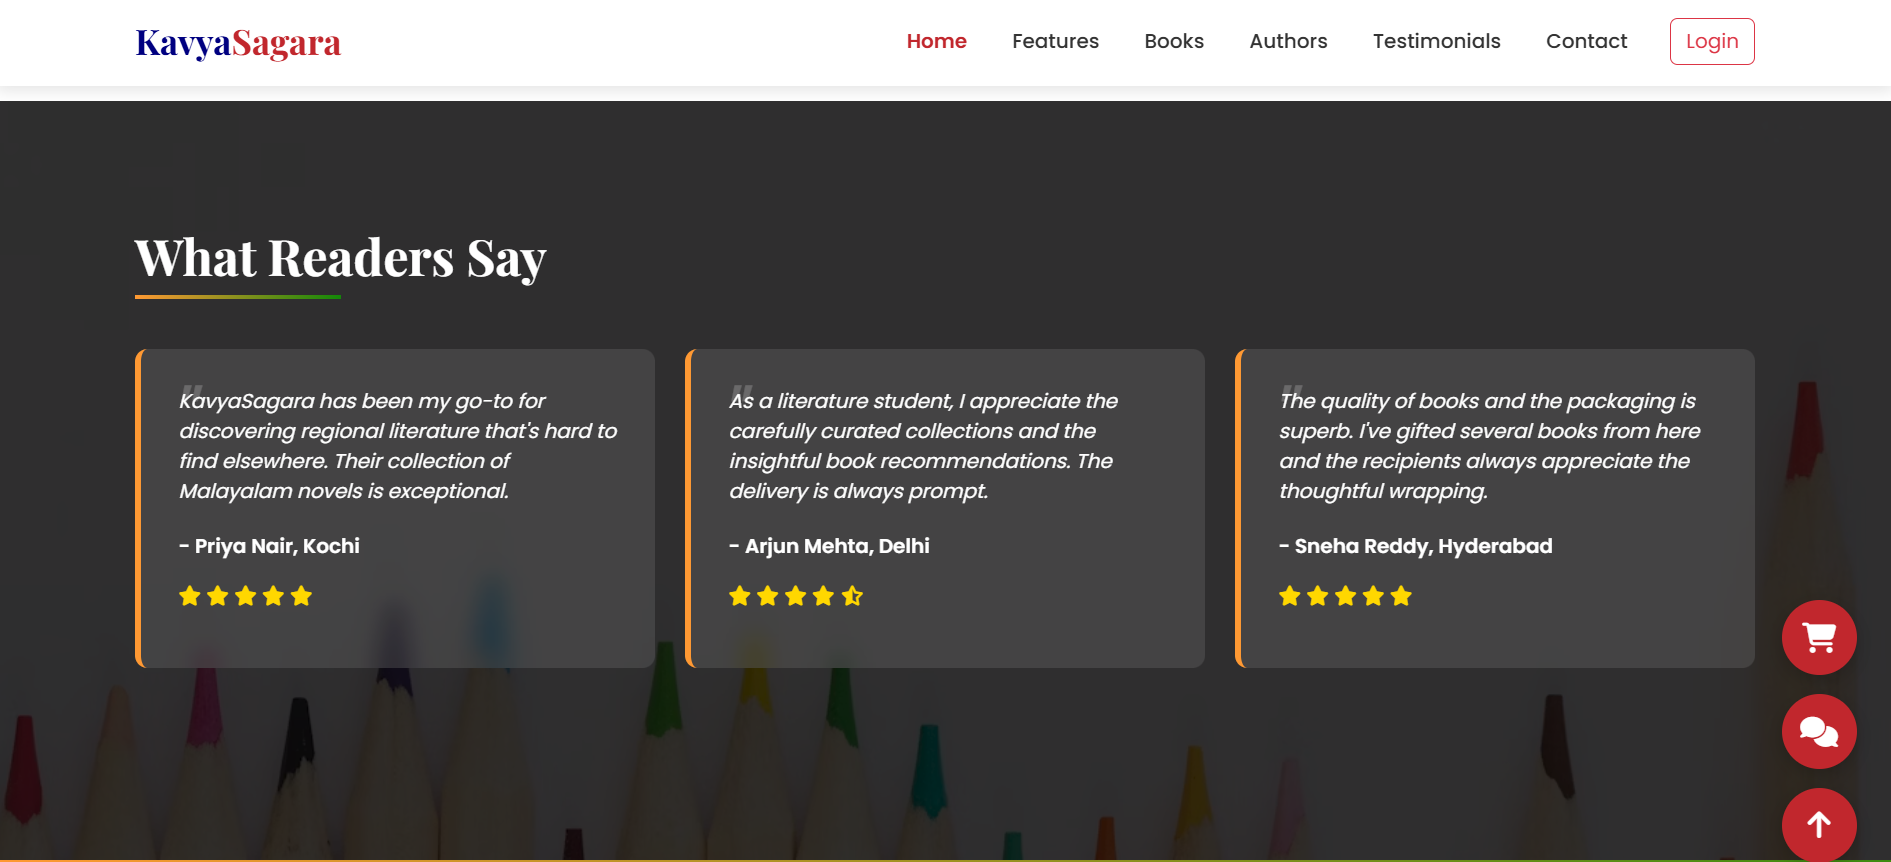 KavyaSagara
Home
Features
Books
Authors
Testimonials
Contact
Login
What Readers Say
"
KavyaSagara has been my go-to for
discovering regional literature that's hard to
find elsewhere. Their collection of
Malayalam novels is exceptional.
- Priya Nair, Kochi
"
As a literature student, I appreciate the
carefully curated collections and the
insightful book recommendations. The
delivery is always prompt.
- Arjun Mehta, Delhi
"
The quality of books and the packaging is
superb. I've gifted several books from here
and the recipients always appreciate the
thoughtful wrapping.
- Sneha Reddy, Hyderabad